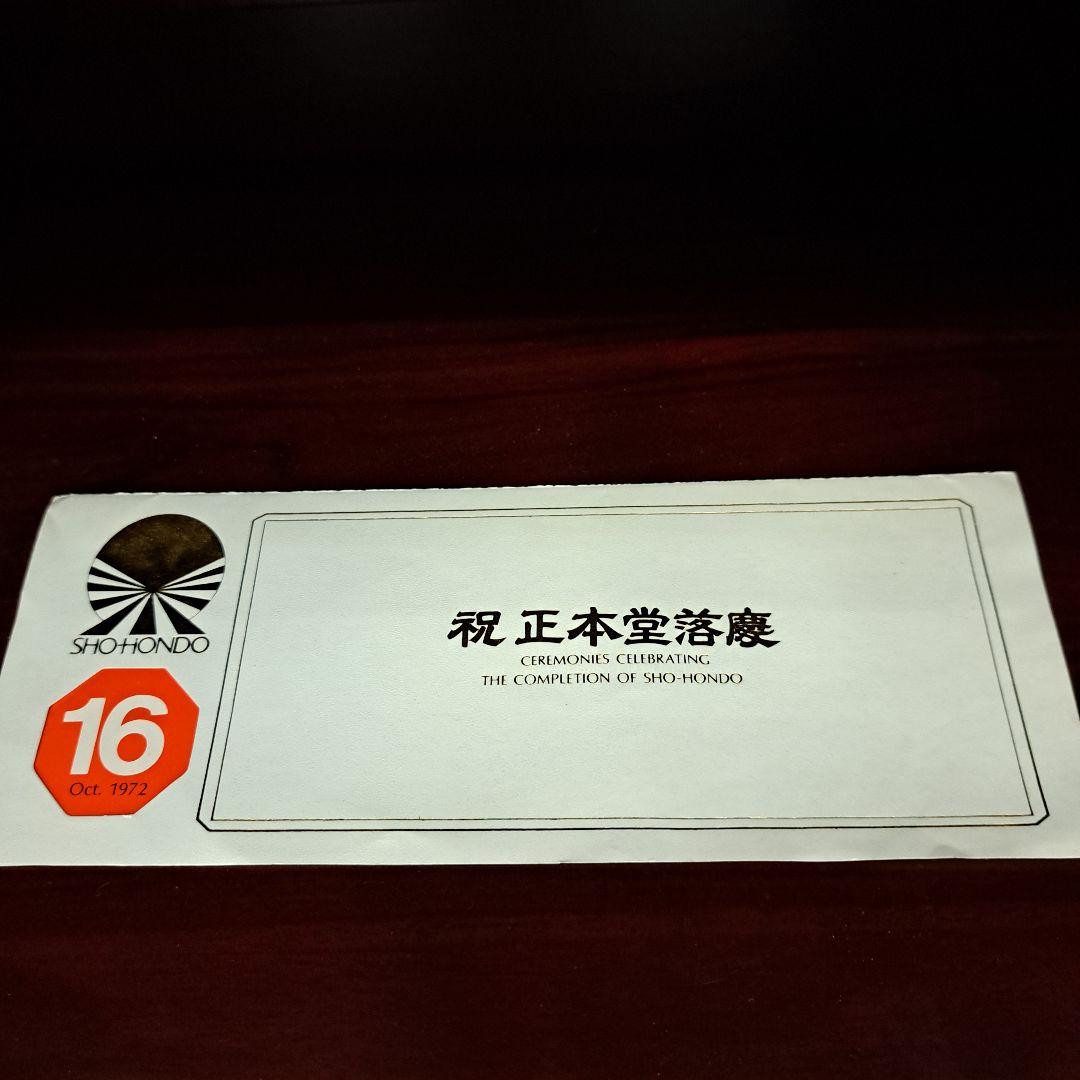 SHO-HONDO
16
Oct. 1972
祝 正本堂落慶
CEREMONIES CELEBRATING
THE COMPLETION OF SHO-HONDO